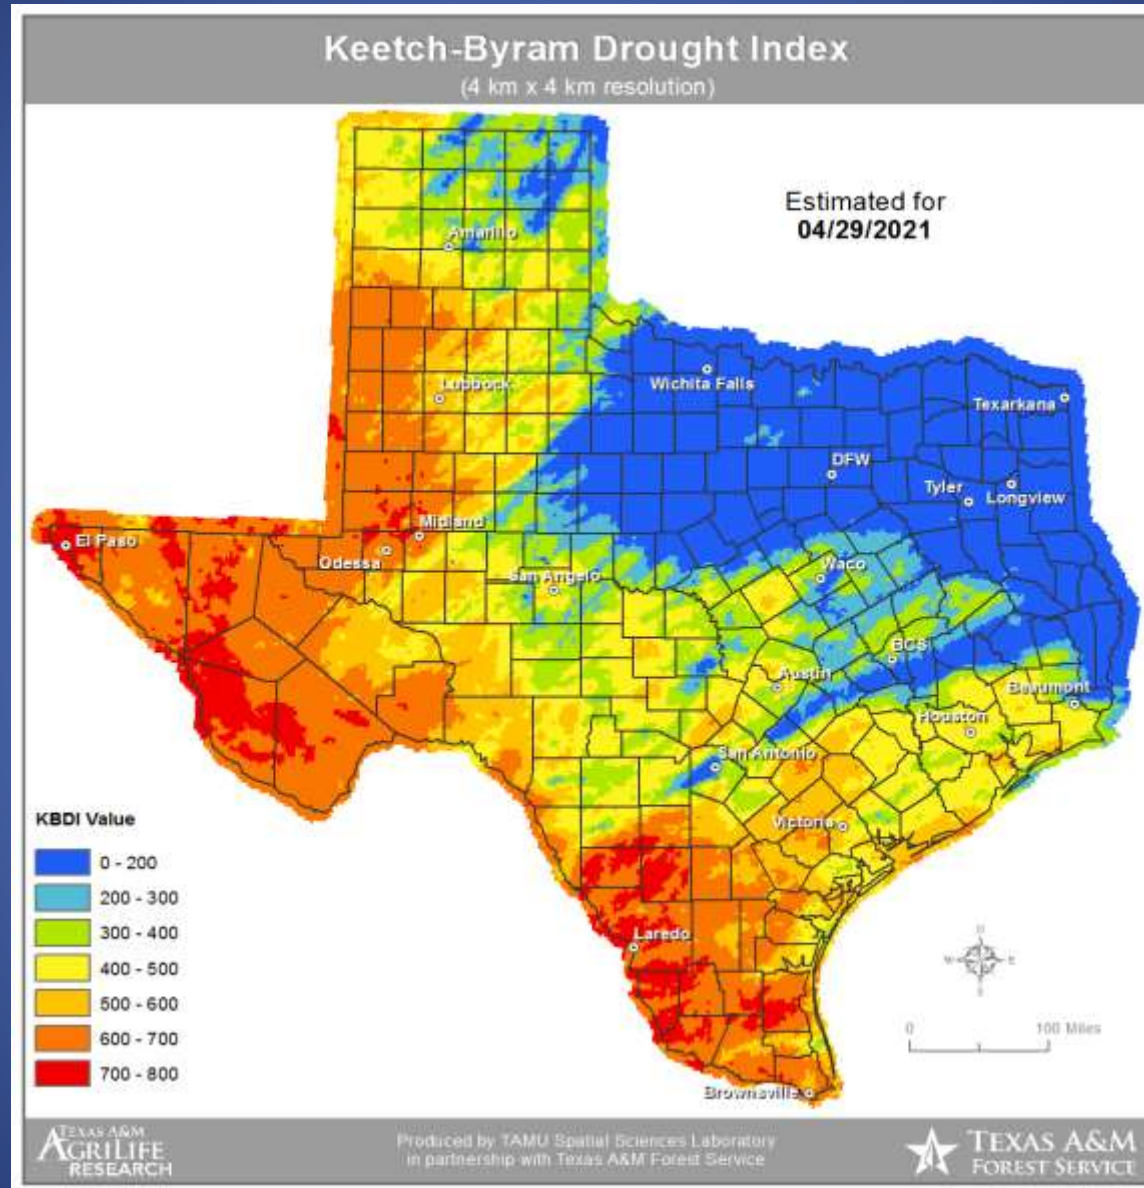 Keetch-Byram Drought Index
(4 km x 4 km resolution)
Estimated for
04/29/2021
Amarillo
Lubbock
Wichita Falls
Texarkana
DFW
Tyler
Longview
Midland
El Paso
Odessa
San Angelo
Waco
BCS
Austin
Beaumont
Houston
San Antonio
Victoria
Laredo
Brownsville
KBDI Value
0 - 200
200 - 300
300 - 400
400 - 500
500 - 600
600 - 700
700 - 800
W
E
S
0
100 Miles
TEXAS A&M
AGRILIFE
RESEARCH
Produced by TAMU Spatial Sciences Laboratory
in partnership with Texas A&M Forest Service
TEXAS A&M
FOREST SERVICE